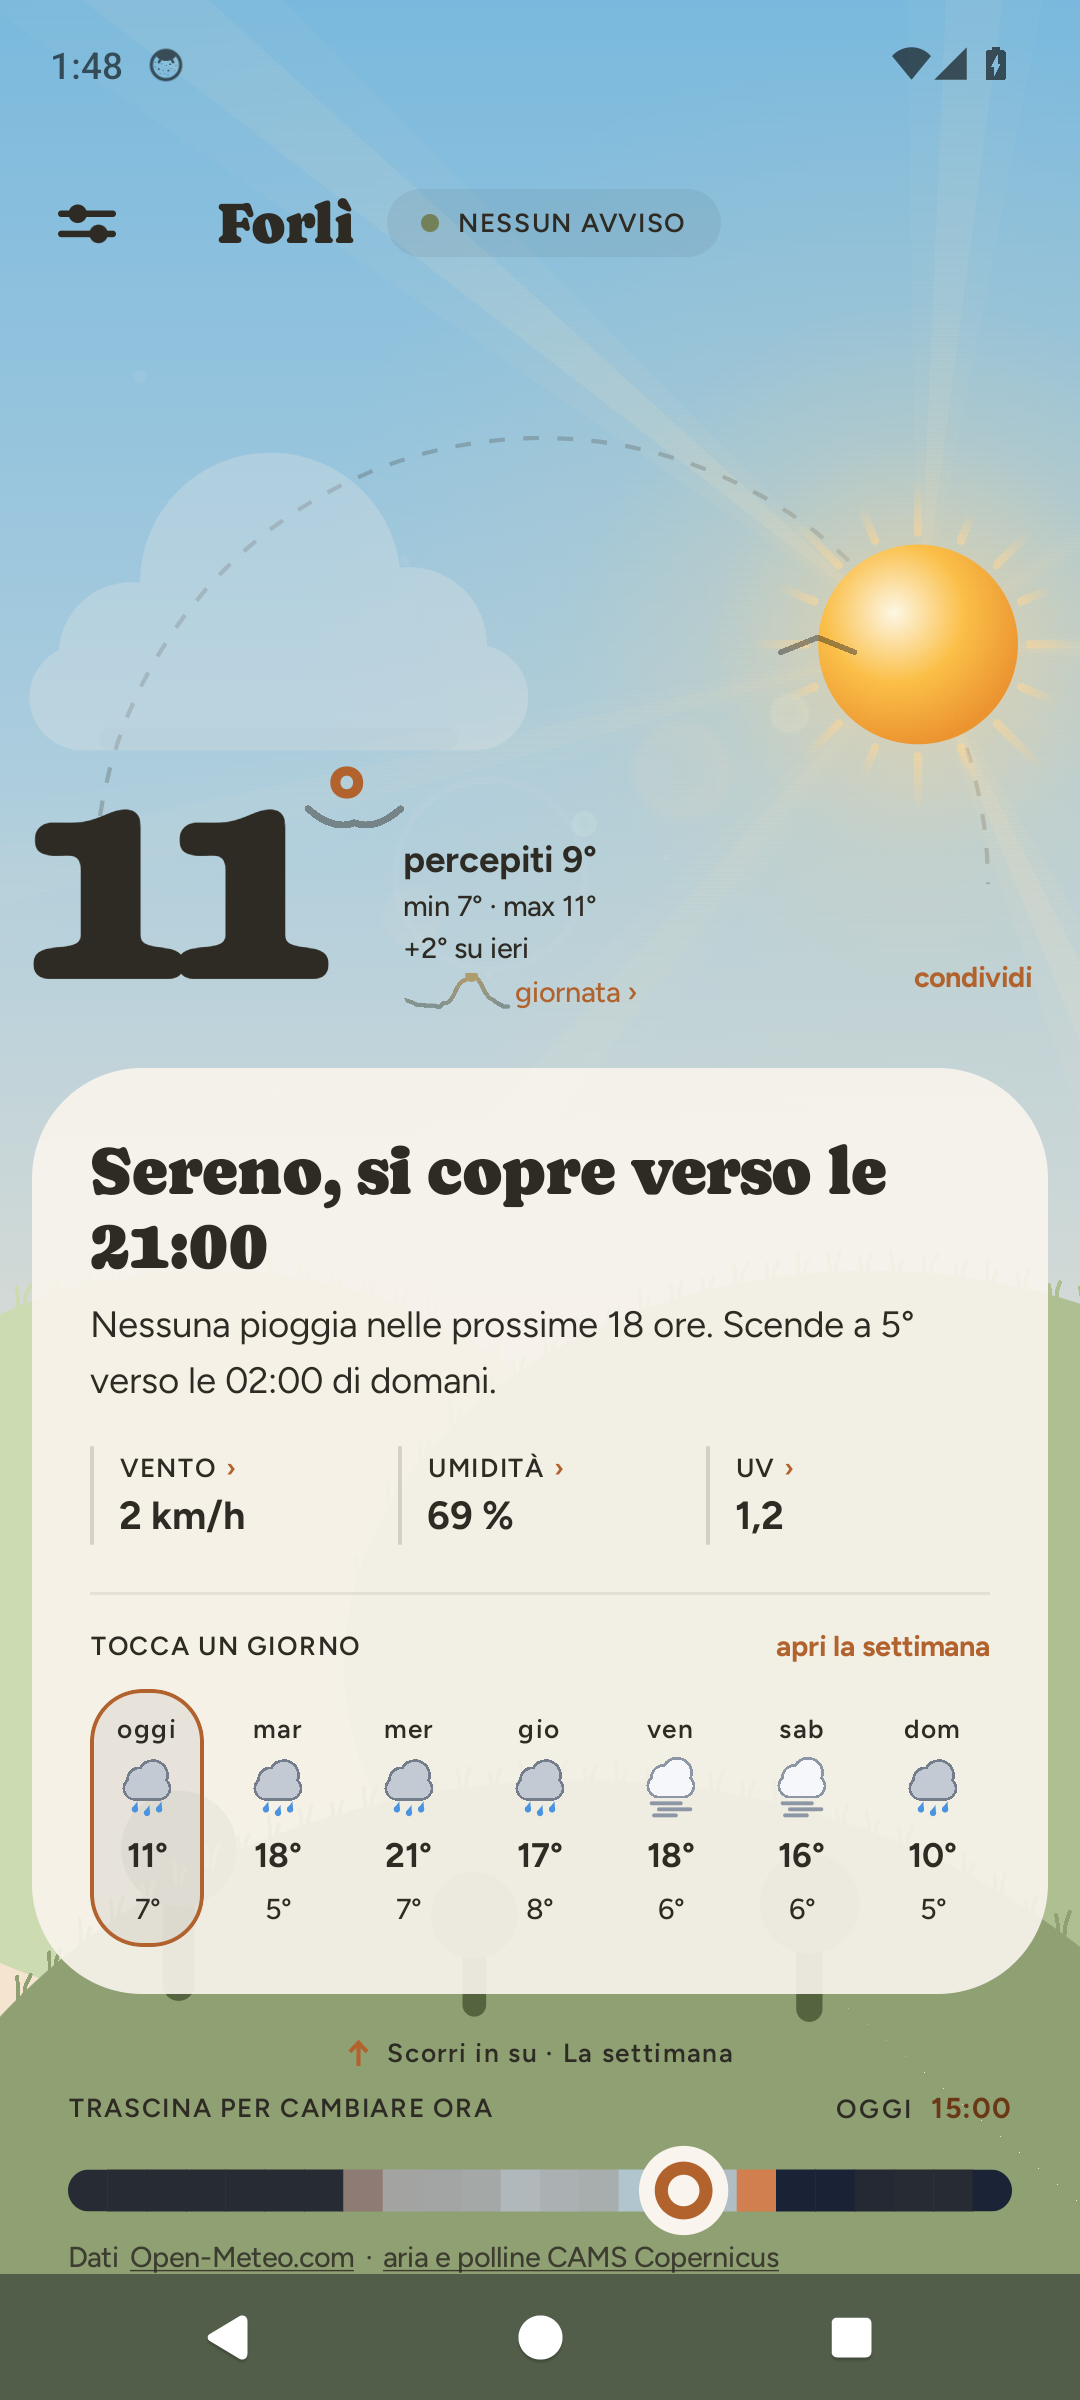 1:48
Forlì
NESSUN AVVISO
11°
percepiti 9°
min 7° · max 11°
+2° su ieri
giornata ›
condividi
Sereno, si copre verso le
21:00
Nessuna pioggia nelle prossime 18 ore. Scende a 5°
verso le 02:00 di domani.
VENTO › UMIDITÀ › UV ›
2 km/h 69 % 1,2
TOCCA UN GIORNO apri la settimana
oggi mar mer gio ven sab dom
11° 18° 21° 17° 18° 16° 10°
7° 5° 7° 8° 6° 6° 5°
↑ Scorri in su · La settimana
TRASCINA PER CAMBIARE ORA OGGI 15:00
Dati Open-Meteo.com · aria e polline CAMS Copernicus